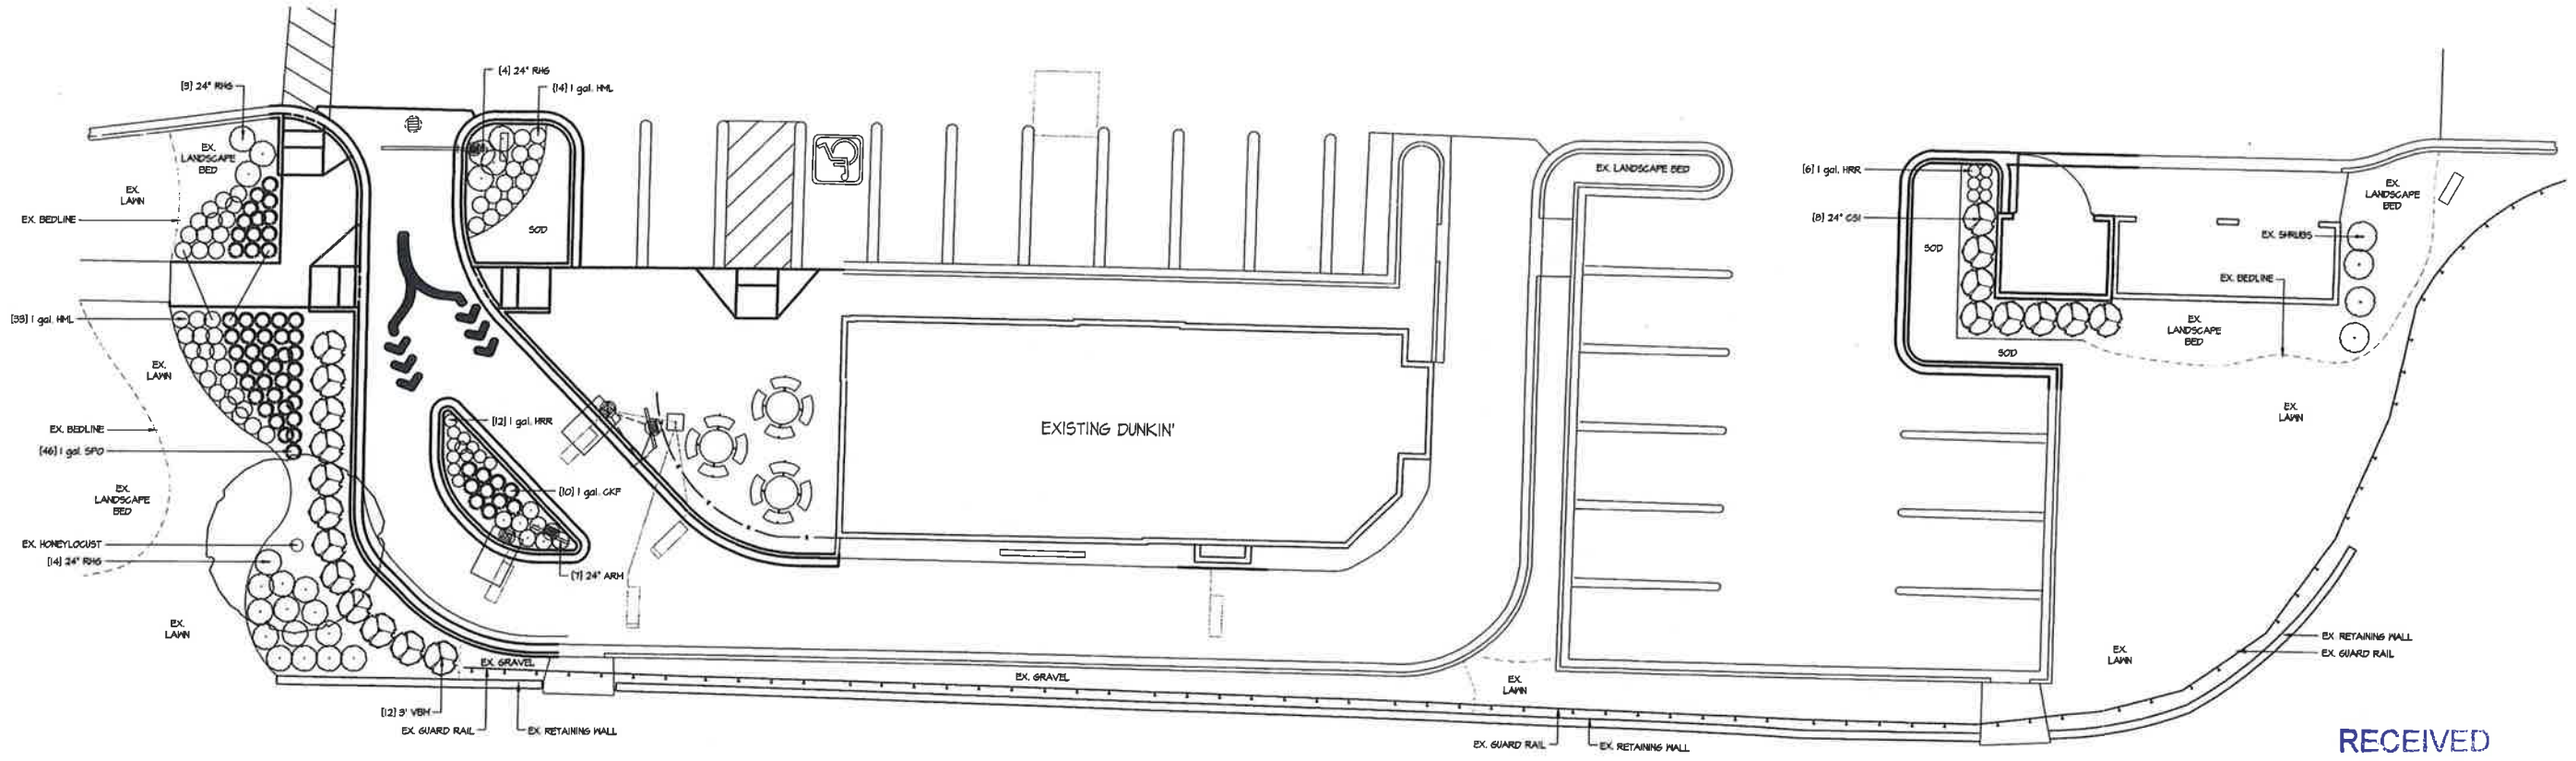 [3] 24" RHG
[4] 24" RHG
[14] 1 gal. HML
EX.
LANDSCAPE
BED
EX.
LAWN
EX. BEDLINE
SOD
[33] 1 gal. HML
EX.
LAWN
EX. BEDLINE
[46] 1 gal. SPO
EX.
LANDSCAPE
BED
EX. HONEYLOCUST
[14] 24" RHG
EX.
LAWN
[12] 1 gal. HRR
[10] 1 gal. CKF
[7] 24" ARM
EX. GRAVEL
[12] 3' VBM
EX. GUARD RAIL
EX. RETAINING WALL
EXISTING DUNKIN'
EX. GRAVEL
EX. LANDSCAPE BED
EX.
LAWN
EX. GUARD RAIL
EX. RETAINING WALL
[6] 1 gal. HRR
[8] 24" CSI
SOD
SOD
EX.
LANDSCAPE
BED
EX. SHRUBS
EX. BEDLINE
EX.
LANDSCAPE
BED
EX.
LAWN
EX.
LAWN
EX. RETAINING WALL
EX. GUARD RAIL
RECEIVED